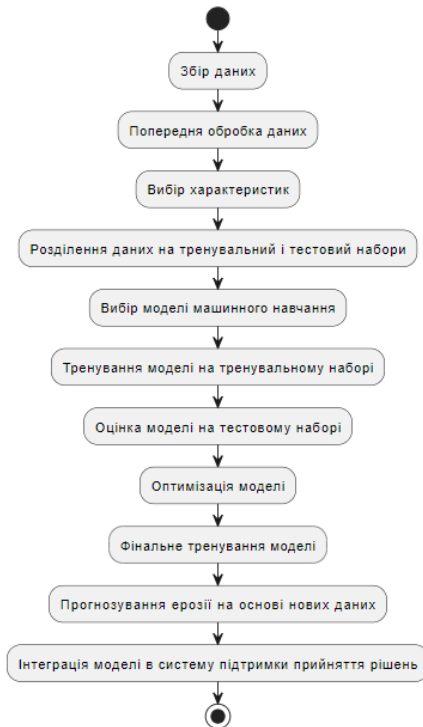 Збір даних
Попередня обробка даних
Вибір характеристик
Розділення даних на тренувальний і тестовий набори
Вибір моделі машинного навчання
Тренування моделі на тренувальному наборі
Оцінка моделі на тестовому наборі
Оптимізація моделі
Фінальне тренування моделі
Прогнозування ерозії на основі нових даних
Інтеграція моделі в систему підтримки прийняття рішень